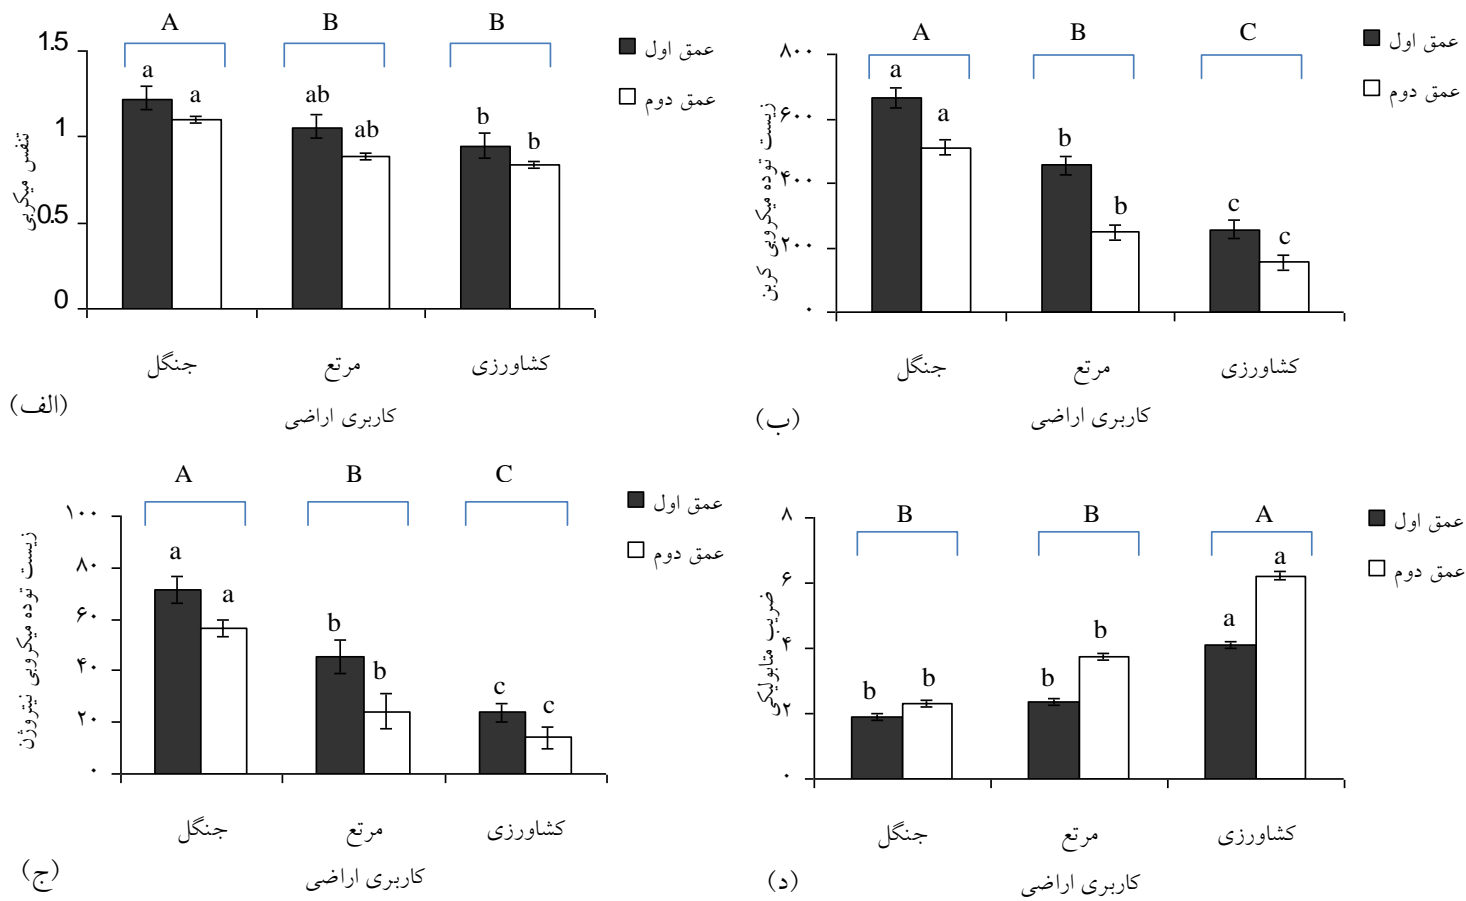 A B B
1.5
1
0.5
0
تنفس میکربی
a a ab ab b b
عمق اول
عمق دوم
جنگل مرتع کشاورزی
کاربری اراضی
(الف)
A B C
۸۰۰
۶۰۰
۴۰۰
۲۰۰
۰
زیست توده میکروبی کربن
a a b b c c
عمق اول
عمق دوم
جنگل مرتع کشاورزی
کاربری اراضی
(ب)
A B C
۱۰۰
۸۰
۶۰
۴۰
۲۰
۰
زیست توده میکروبی نیتروژن
a a b b c c
عمق اول
عمق دوم
جنگل مرتع کشاورزی
کاربری اراضی
(ج)
B B A
۸
۶
۴
۲
۰
ضریب متابولیکی
b b b b a a
عمق اول
عمق دوم
جنگل مرتع کشاورزی
کاربری اراضی
(د)